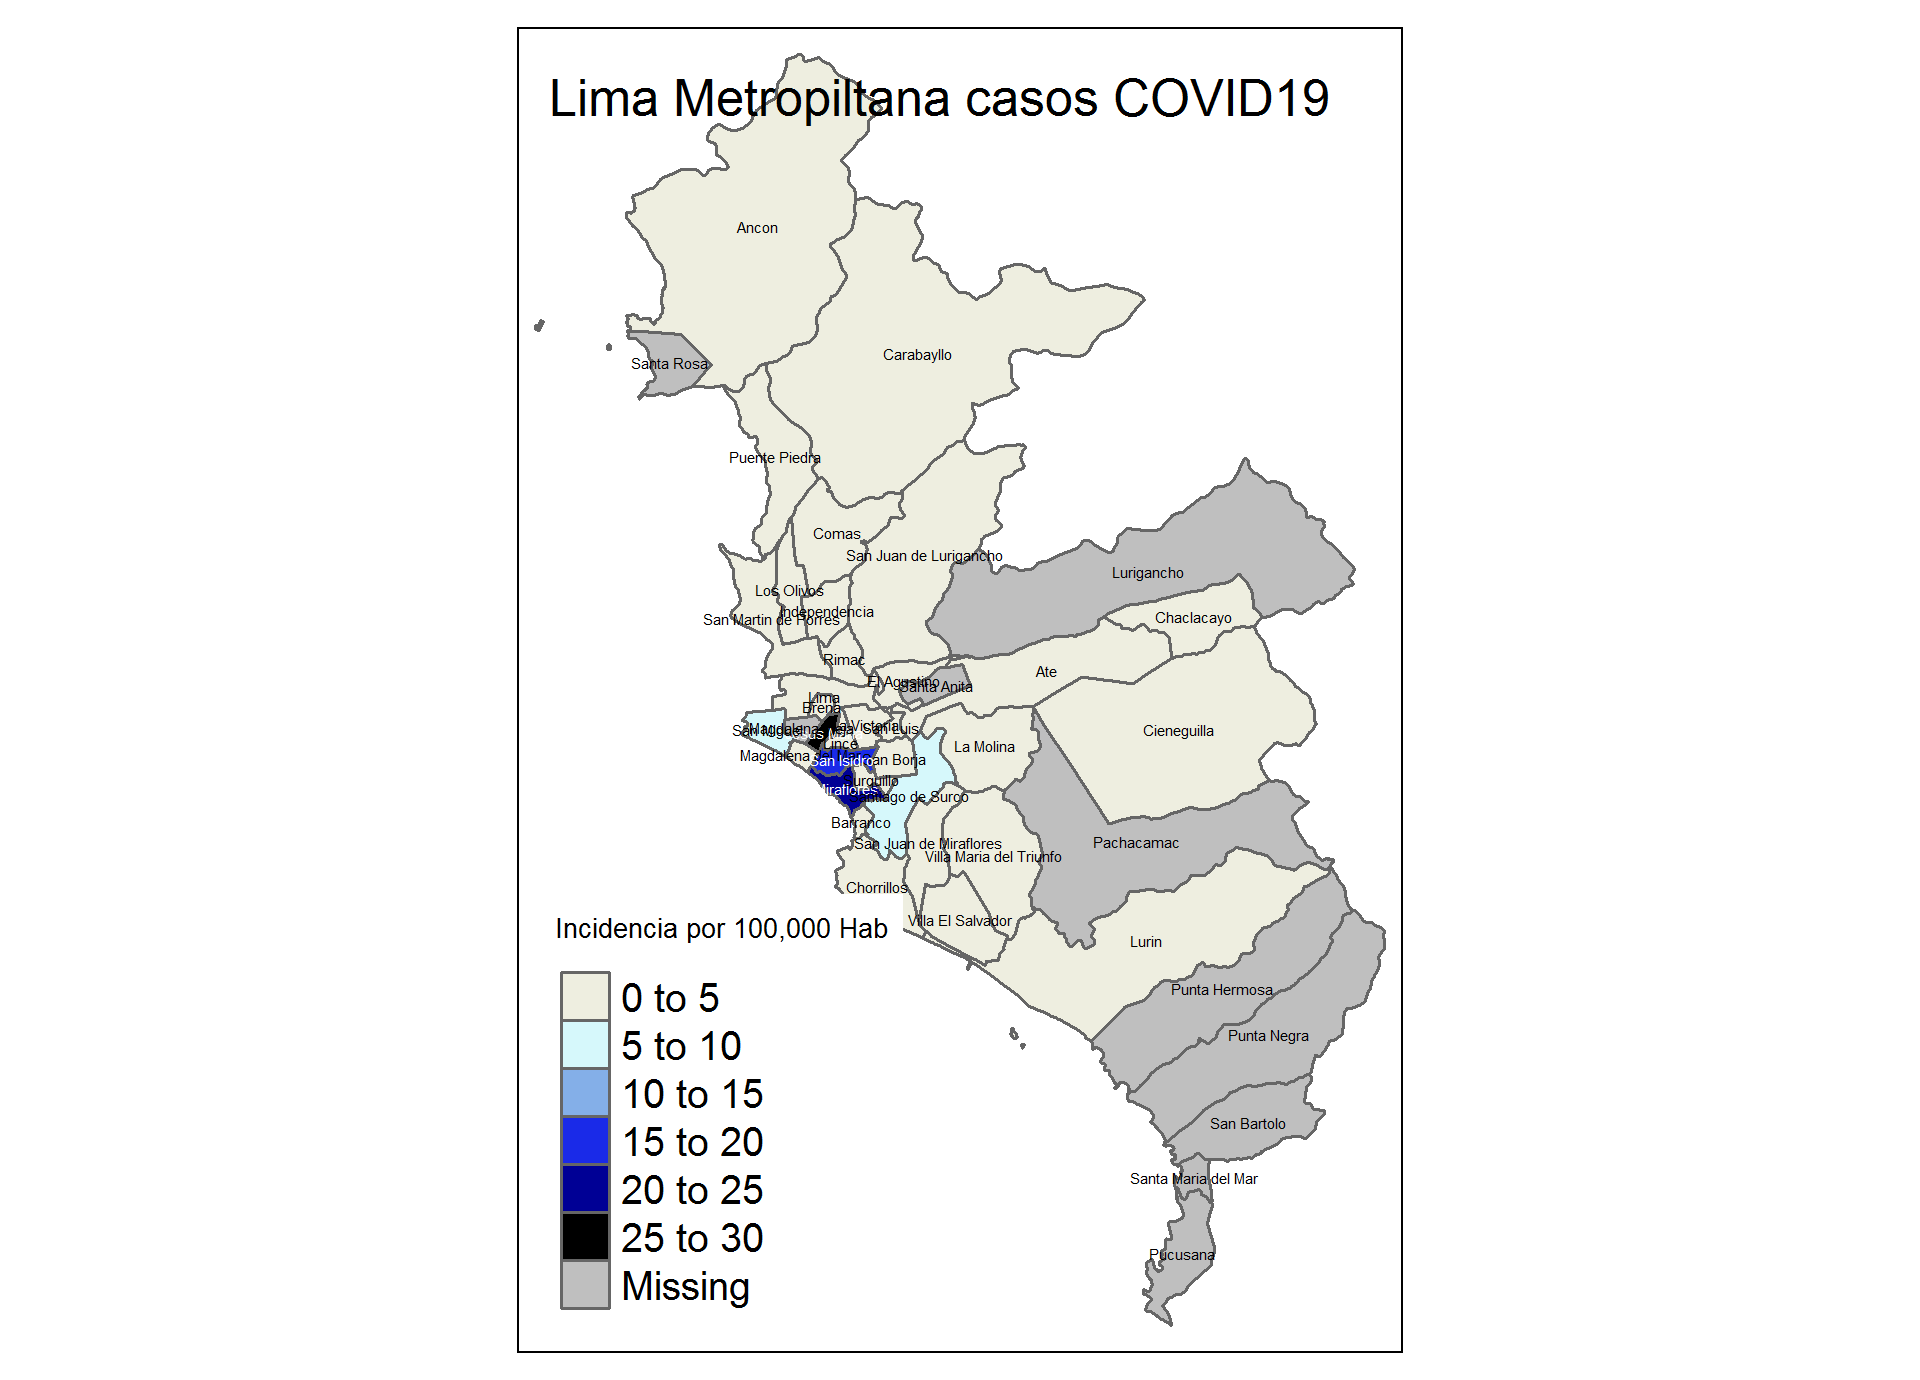 Lima Metropiltana casos COVID19
Ancon
Carabayllo
Santa Rosa
Puente Piedra
Comas
San Juan de Lurigancho
Lurigancho
Los Olivos
Independencia
San Martin de Porres
Chaclacayo
Rimac
Ate
El Agustino
Santa Anita
Lima
Brena
La Victoria
San Luis
San Miguel
Magdalena
Cieneguilla
Lince
La Molina
Magdalena del Mar
San Isidro
San Borja
Surquillo
Miraflores
Santiago de Surco
Barranco
San Juan de Miraflores
Pachacamac
Villa Maria del Triunfo
Chorrillos
Villa El Salvador
Lurin
Punta Hermosa
Punta Negra
San Bartolo
Santa Maria del Mar
Pucusana
Incidencia por 100,000 Hab
0 to 5
5 to 10
10 to 15
15 to 20
20 to 25
25 to 30
Missing